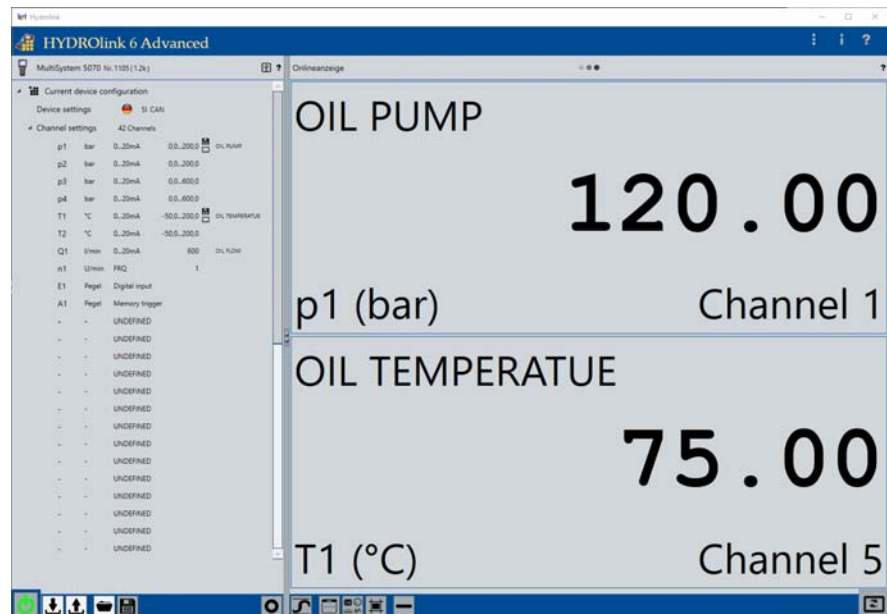 Hydrolink
HYDROlink 6 Advanced
MultiSystem 5070 Nr. 1105 (1.2k) ?
Onlineanzeige ?
Current device configuration
Device settings SI CAN
Channel settings 42 Channels
p1 bar 0...20mA 0,0...200,0 OIL PUMP
p2 bar 0...20mA 0,0...200,0
p3 bar 0...20mA 0,0...600,0
p4 bar 0...20mA 0,0...600,0
T1 °C 0...20mA -50,0...200,0 OIL TEMPERATUE
T2 °C 0...20mA -50,0...200,0
Q1 l/min 0...20mA 600 OIL FLOW
n1 U/min FRQ 1
E1 Pegel Digital input
A1 Pegel Memory trigger
- - UNDEFINED
- - UNDEFINED
- - UNDEFINED
- - UNDEFINED
- - UNDEFINED
- - UNDEFINED
- - UNDEFINED
- - UNDEFINED
- - UNDEFINED
- - UNDEFINED
- - UNDEFINED
- - UNDEFINED
- - UNDEFINED
- - UNDEFINED
OIL PUMP
120.00
p1 (bar) Channel 1
OIL TEMPERATUE
75.00
T1 (°C) Channel 5